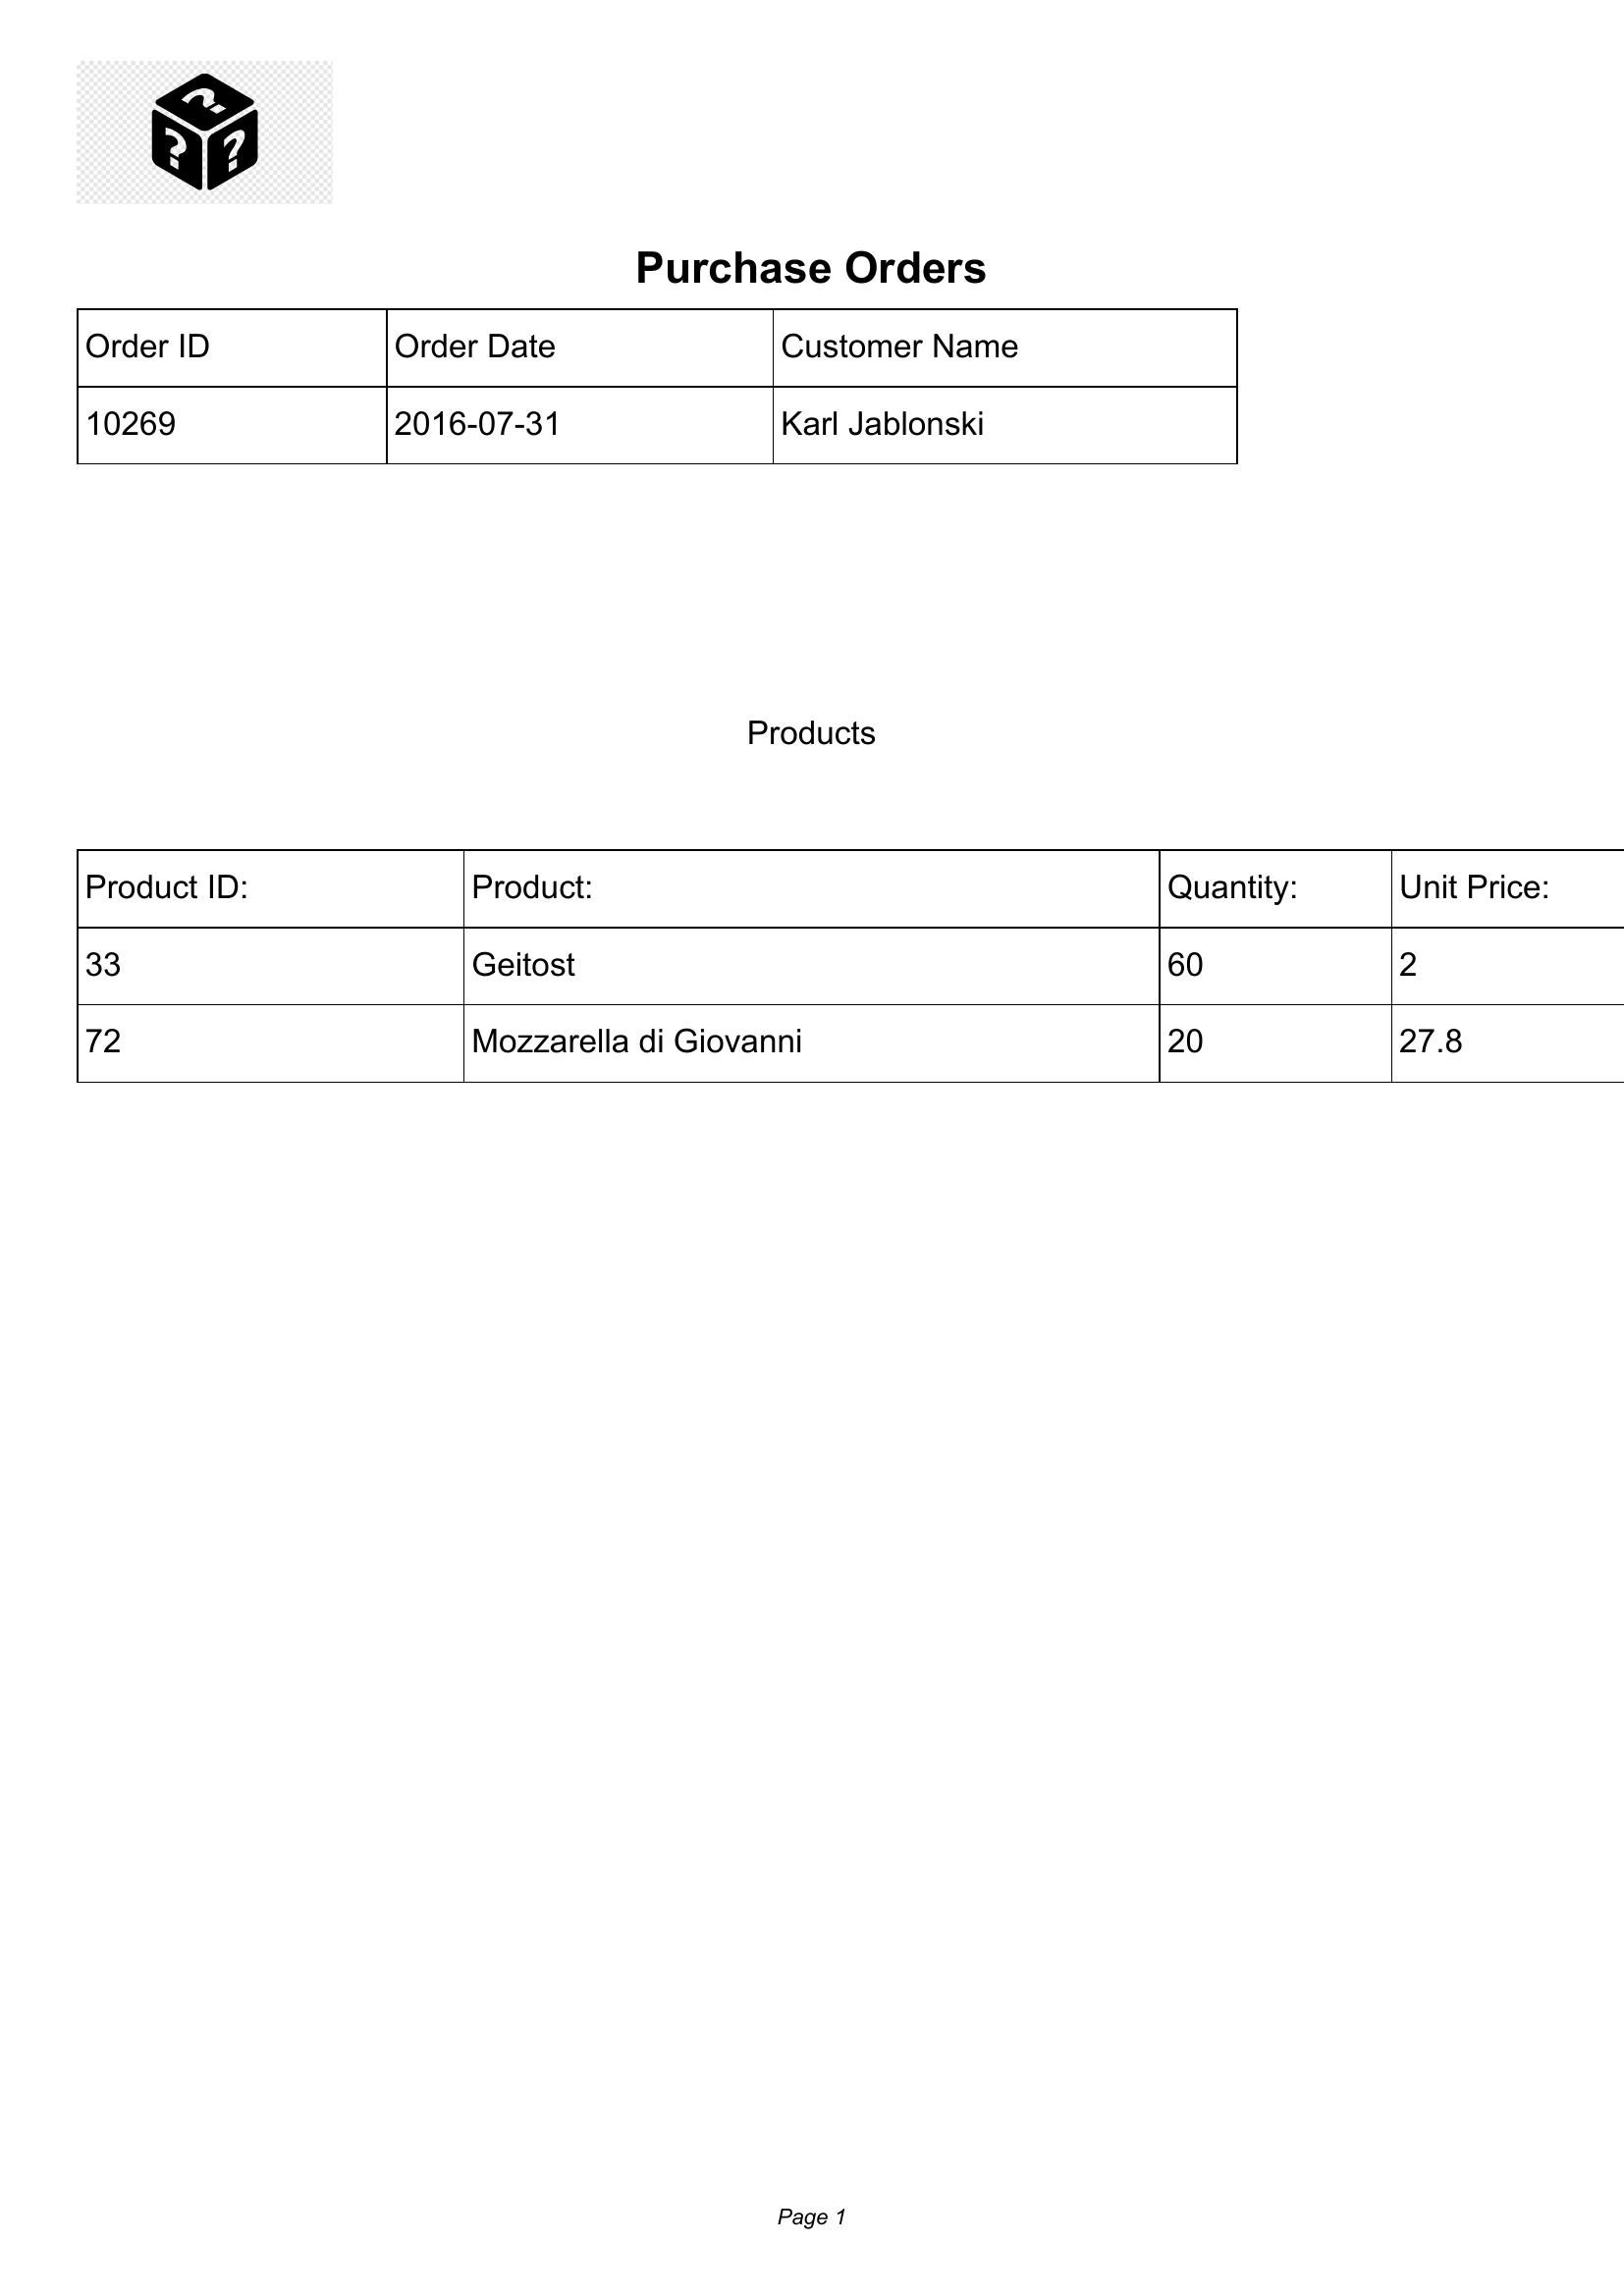 ? ? ?
Purchase Orders
Order ID Order Date Customer Name
10269 2016-07-31 Karl Jablonski
Products
Product ID: Product: Quantity: Unit Price:
33 Geitost 60 2
72 Mozzarella di Giovanni 20 27.8
Page 1